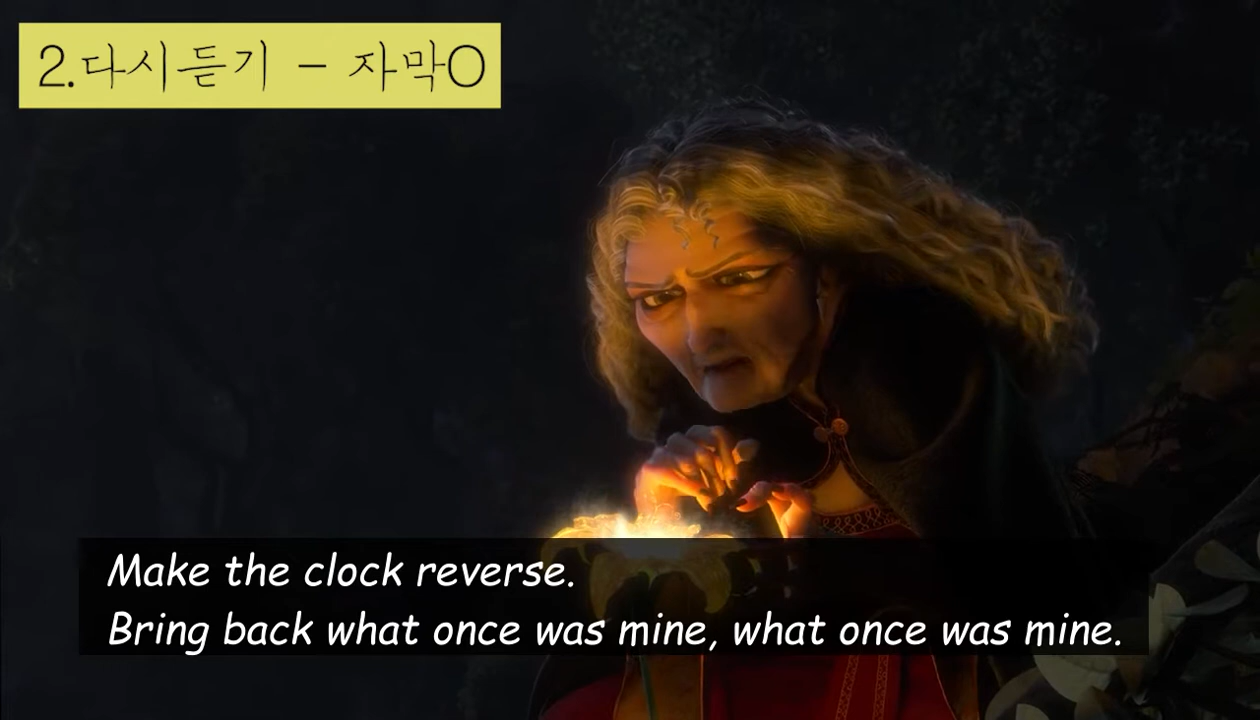 2.다시듣기 - 자막O
Make the clock reverse.
Bring back what once was mine, what once was mine.